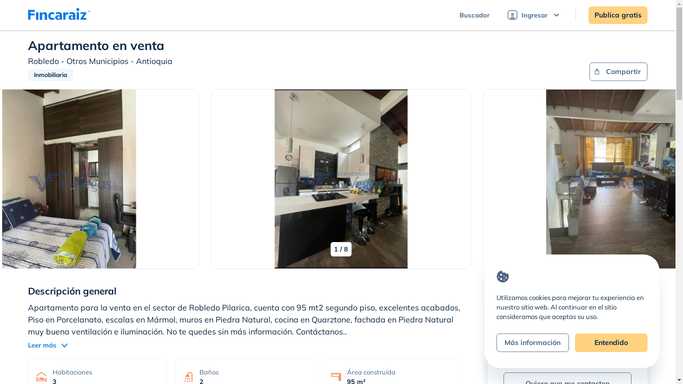 Fincaraiz
Buscador
Ingresar
Publica gratis
Apartamento en venta
Robledo - Otros Municipios - Antioquia
Inmobiliaria
Compartir
1 / 8
Descripción general
Apartamento para la venta en el sector de Robledo Pilarica, cuenta con 95 mt2 segundo piso, excelentes acabados,
Piso en Porcelanato, escalas en Mármol, muros en Piedra Natural, cocina en Quarztone, fachada en Piedra Natural
muy buena ventilación e iluminación. No te quedes sin más información. Contáctanos..
Leer más
Habitaciones
3
Baños
2
Área construida
95 m²
Utilizamos cookies para mejorar tu experiencia en
nuestro sitio web. Al continuar en el sitio
consideramos que aceptas su uso.
Más información
Entendido
Quiero que me contacten